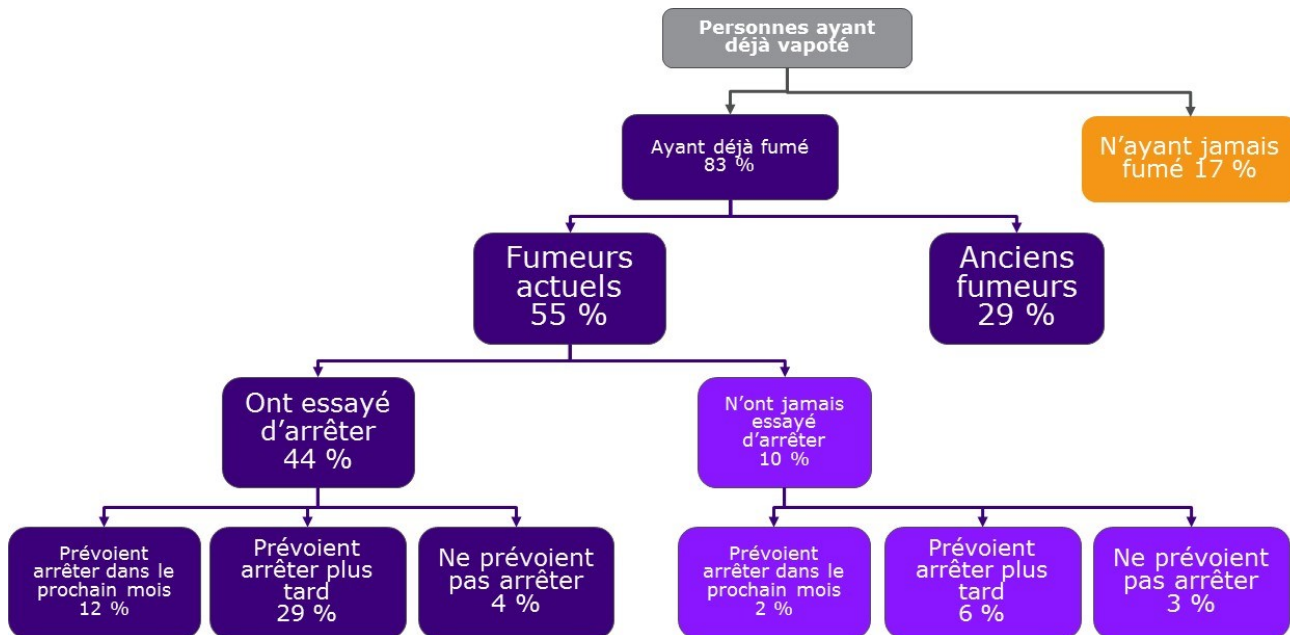 Personnes ayant
déjà vapoté
Ayant déjà fumé
83 %
N'ayant jamais
fumé 17 %
Fumeurs
actuels
55 %
Anciens
fumeurs
29 %
Ont essayé
d'arrêter
44 %
N'ont jamais
essayé
d'arrêter
10 %
Prévoient
arrêter dans le
prochain mois
12 %
Prévoient
arrêter plus
tard
29 %
Ne prévoient
pas arrêter
4 %
Prévoient
arrêter dans le
prochain mois
2 %
Prévoient
arrêter plus
tard
6 %
Ne prévoient
pas arrêter
3 %